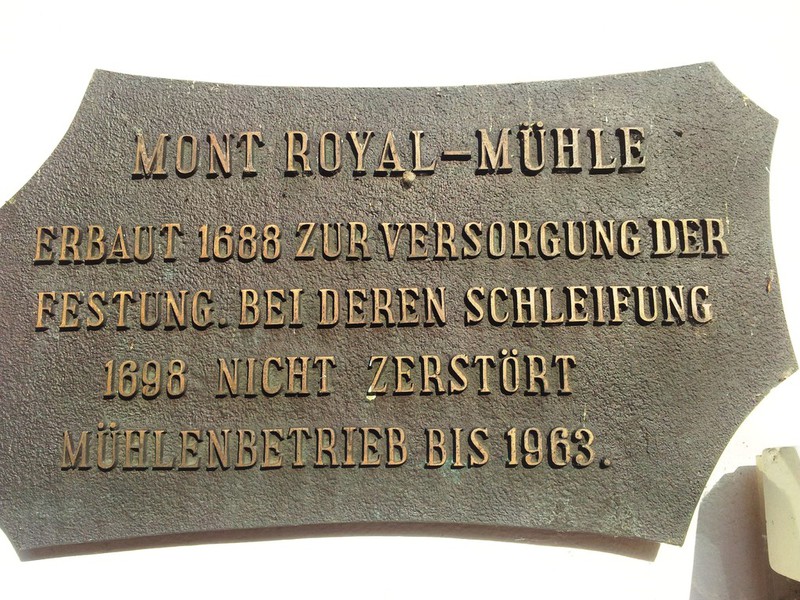 MONT ROYAL-MÜHLE
ERBAUT 1688 ZUR VERSORGUNG DER
FESTUNG. BEI DEREN SCHLEIFUNG
1698 NICHT ZERSTÖRT
MÜHLENBETRIEB BIS 1963.